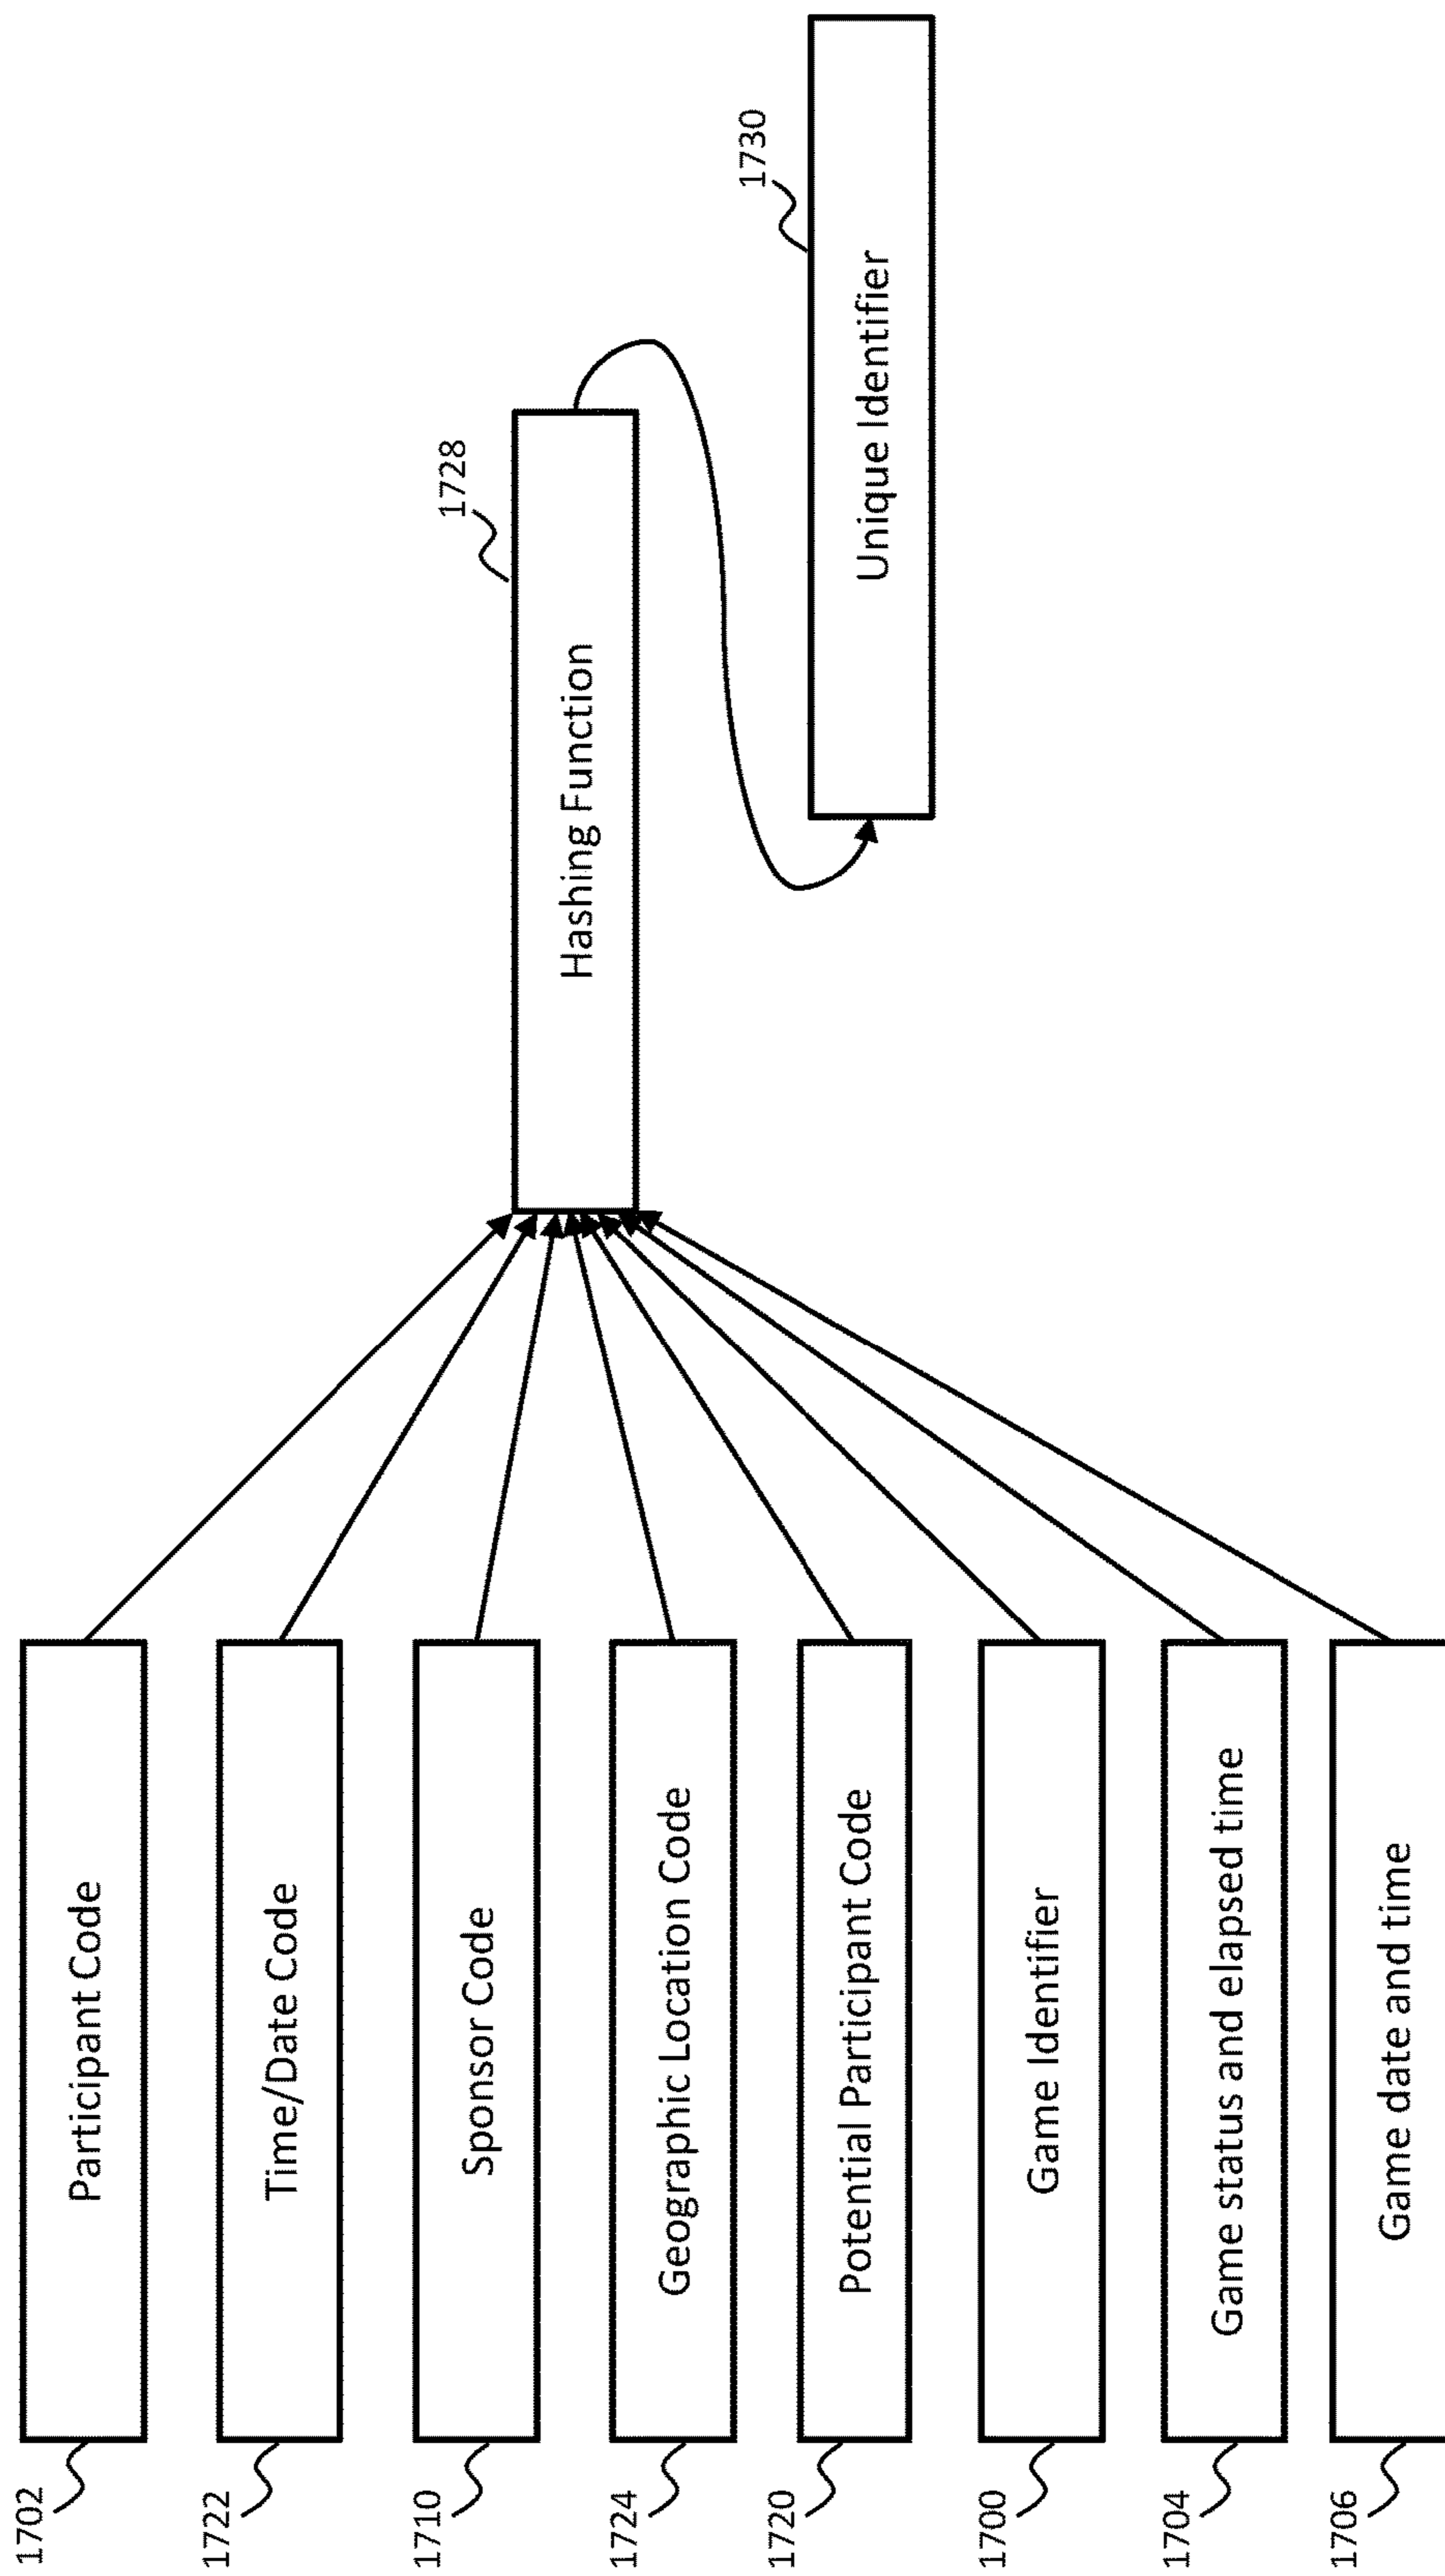 1702
Participant Code
1722
Time/Date Code
1710
Sponsor Code
1724
Geographic Location Code
1720
Potential Participant Code
1700
Game Identifier
1704
Game status and elapsed time
1706
Game date and time
1728
Hashing Function
1730
Unique Identifier